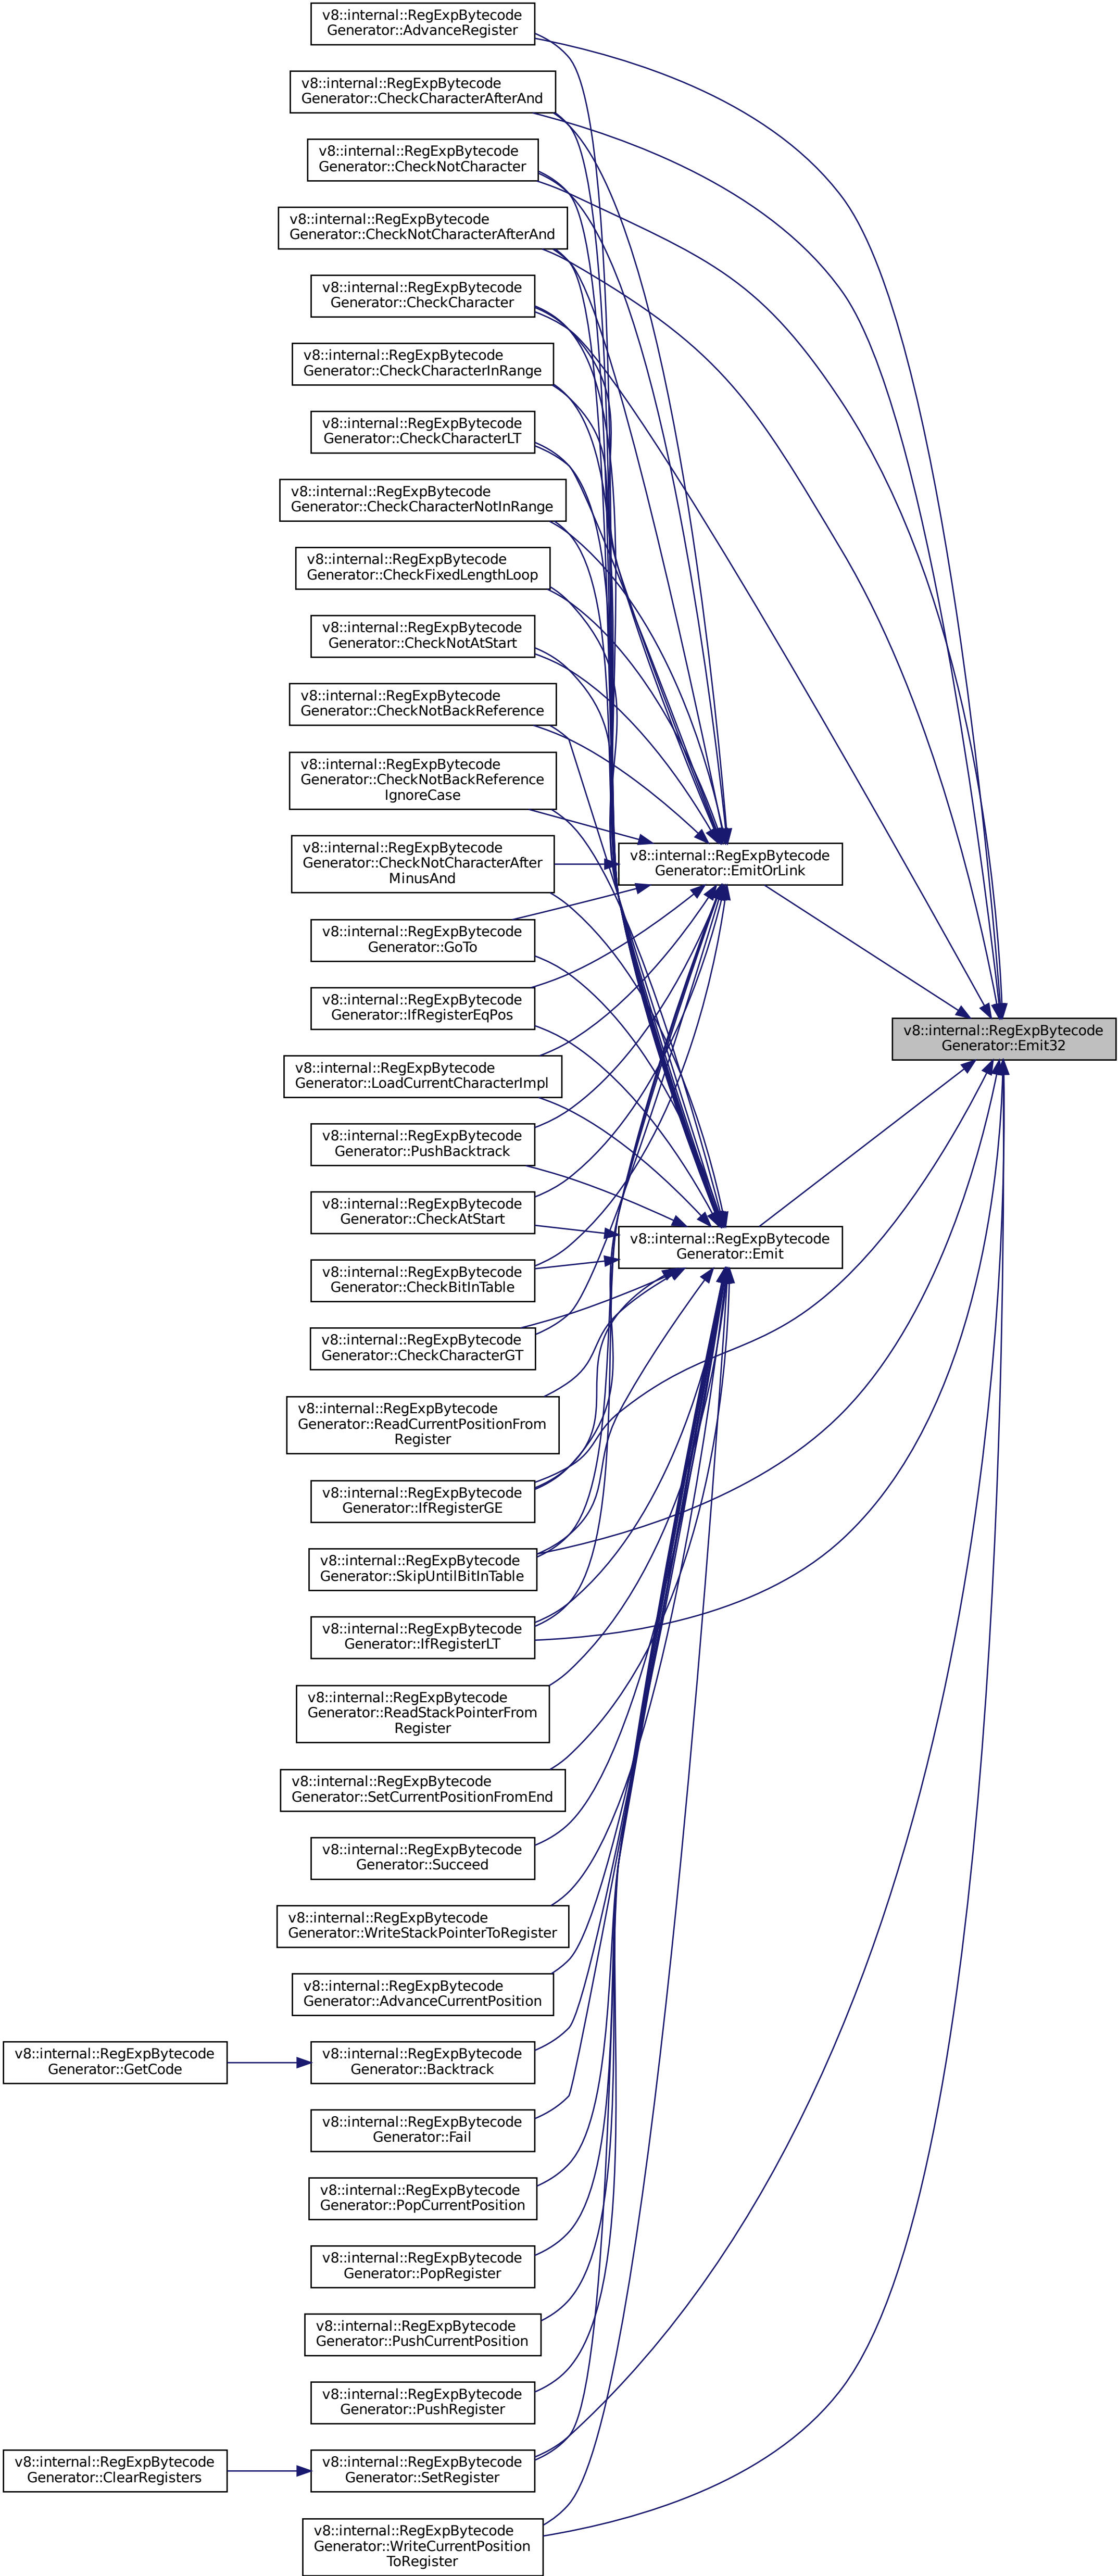 v8::internal::RegExpBytecode
Generator::AdvanceRegister
v8::internal::RegExpBytecode
Generator::CheckCharacterAfterAnd
v8::internal::RegExpBytecode
Generator::CheckNotCharacter
v8::internal::RegExpBytecode
Generator::CheckNotCharacterAfterAnd
v8::internal::RegExpBytecode
Generator::CheckCharacter
v8::internal::RegExpBytecode
Generator::CheckCharacterInRange
v8::internal::RegExpBytecode
Generator::CheckCharacterLT
v8::internal::RegExpBytecode
Generator::CheckCharacterNotInRange
v8::internal::RegExpBytecode
Generator::CheckFixedLengthLoop
v8::internal::RegExpBytecode
Generator::CheckNotAtStart
v8::internal::RegExpBytecode
Generator::CheckNotBackReference
v8::internal::RegExpBytecode
Generator::CheckNotBackReference
IgnoreCase
v8::internal::RegExpBytecode
Generator::CheckNotCharacterAfter
MinusAnd
v8::internal::RegExpBytecode
Generator::EmitOrLink
v8::internal::RegExpBytecode
Generator::GoTo
v8::internal::RegExpBytecode
Generator::IfRegisterEqPos
v8::internal::RegExpBytecode
Generator::Emit32
v8::internal::RegExpBytecode
Generator::LoadCurrentCharacterImpl
v8::internal::RegExpBytecode
Generator::PushBacktrack
v8::internal::RegExpBytecode
Generator::CheckAtStart
v8::internal::RegExpBytecode
Generator::Emit
v8::internal::RegExpBytecode
Generator::CheckBitInTable
v8::internal::RegExpBytecode
Generator::CheckCharacterGT
v8::internal::RegExpBytecode
Generator::ReadCurrentPositionFrom
Register
v8::internal::RegExpBytecode
Generator::IfRegisterGE
v8::internal::RegExpBytecode
Generator::SkipUntilBitInTable
v8::internal::RegExpBytecode
Generator::IfRegisterLT
v8::internal::RegExpBytecode
Generator::ReadStackPointerFrom
Register
v8::internal::RegExpBytecode
Generator::SetCurrentPositionFromEnd
v8::internal::RegExpBytecode
Generator::Succeed
v8::internal::RegExpBytecode
Generator::WriteStackPointerToRegister
v8::internal::RegExpBytecode
Generator::AdvanceCurrentPosition
v8::internal::RegExpBytecode
Generator::GetCode
v8::internal::RegExpBytecode
Generator::Backtrack
v8::internal::RegExpBytecode
Generator::Fail
v8::internal::RegExpBytecode
Generator::PopCurrentPosition
v8::internal::RegExpBytecode
Generator::PopRegister
v8::internal::RegExpBytecode
Generator::PushCurrentPosition
v8::internal::RegExpBytecode
Generator::PushRegister
v8::internal::RegExpBytecode
Generator::ClearRegisters
v8::internal::RegExpBytecode
Generator::SetRegister
v8::internal::RegExpBytecode
Generator::WriteCurrentPosition
ToRegister